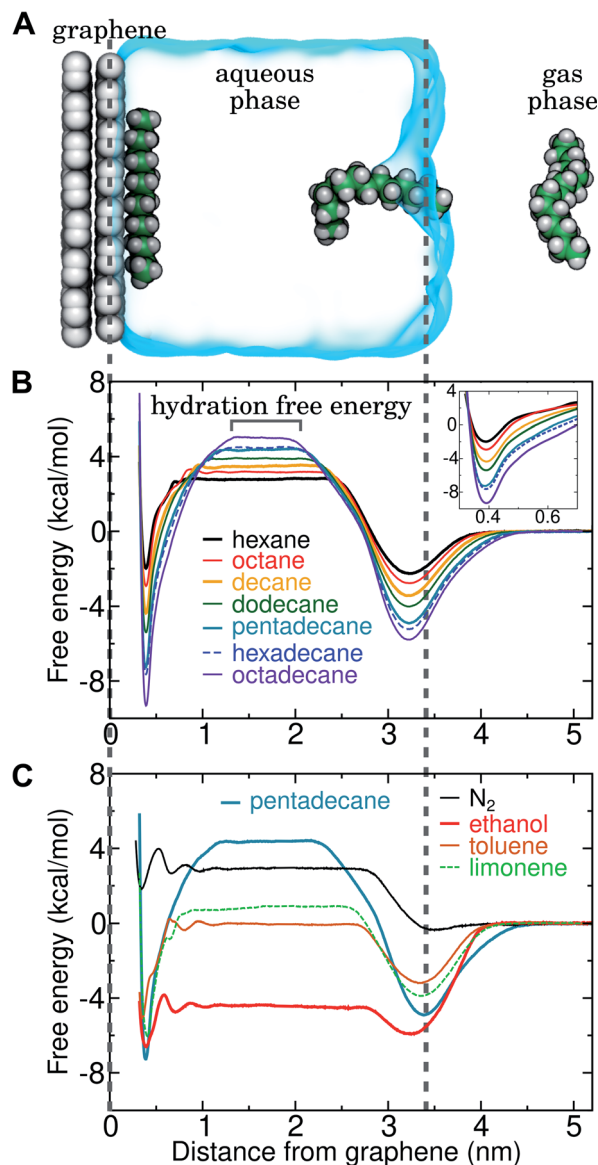 A
graphene
aqueous
phase
gas
phase
B
8
4
0
-4
-8
Free energy (kcal/mol)
hydration free energy
hexane
octane
decane
dodecane
pentadecane
hexadecane
octadecane
4
0
-4
-8
0.4
0.6
0
1
2
3
4
5
C
8
4
0
-4
-8
Free energy (kcal/mol)
pentadecane
N2
ethanol
toluene
limonene
0
1
2
3
4
5
Distance from graphene (nm)